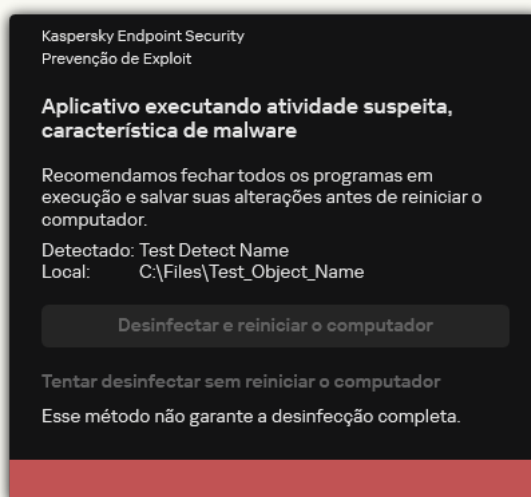 Kaspersky Endpoint Security
Prevenção de Exploit
Aplicativo executando atividade suspeita,
característica de malware
Recomendamos fechar todos os programas em
execução e salvar suas alterações antes de reiniciar o
computador.
Detectado: Test Detect Name
Local: C:\Files\Test_Object_Name
Desinfectar e reiniciar o computador
Tentar desinfectar sem reiniciar o computador
Esse método não garante a desinfecção completa.